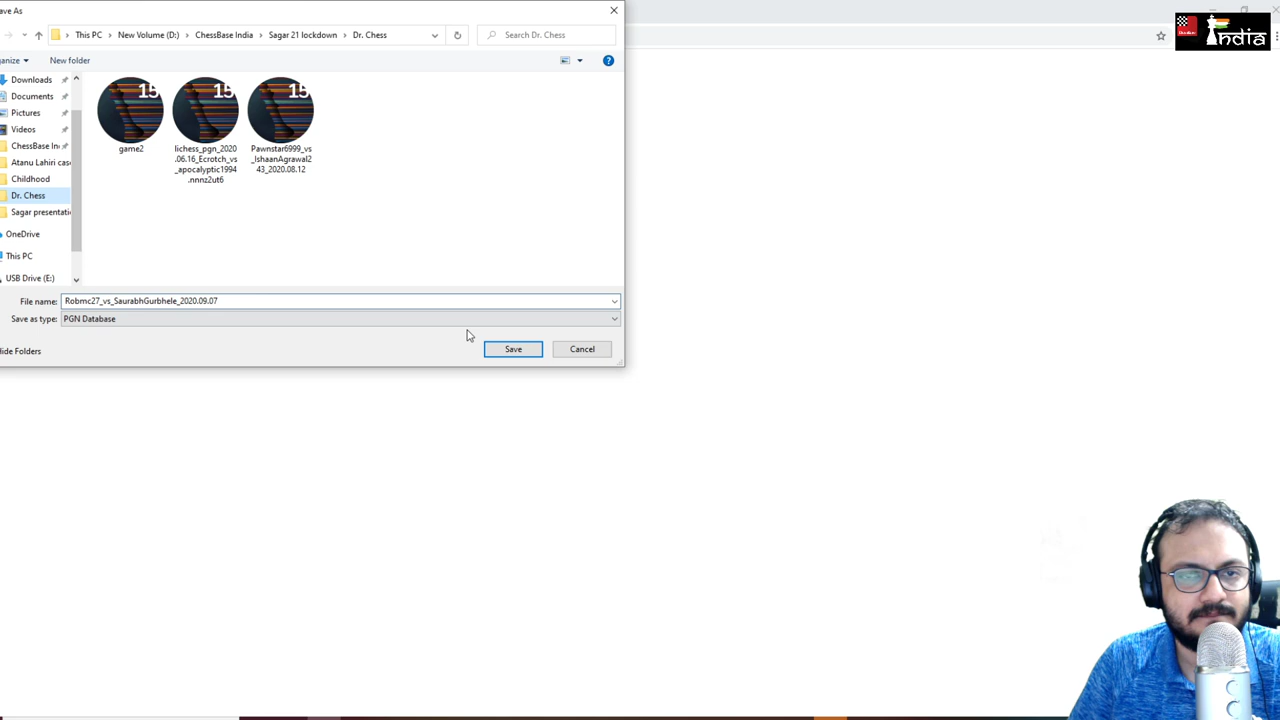 ave As
This PC > New Volume (D:) > ChessBase India > Sagar 21 lockdown > Dr. Chess
Search Dr. Chess
India
anize
New folder
Downloads
Documents
Pictures
Videos
ChessBase In
Atanu Lahiri cas
Childhood
Dr. Chess
Sagar presentati
OneDrive
This PC
USB Drive (E:)
15
15
15
game2
lichess_pgn_2020
.06.16_Ecrotch_vs
_apocalyptic1994
.nnnz2ut6
Pawnstar6999_vs
_IshaanAgrawal2
43_2020.08.12
File name: Robmc27_vs_SaurabhGurbhele_2020.09.07
Save as type: PGN Database
ide Folders
Save
Cancel